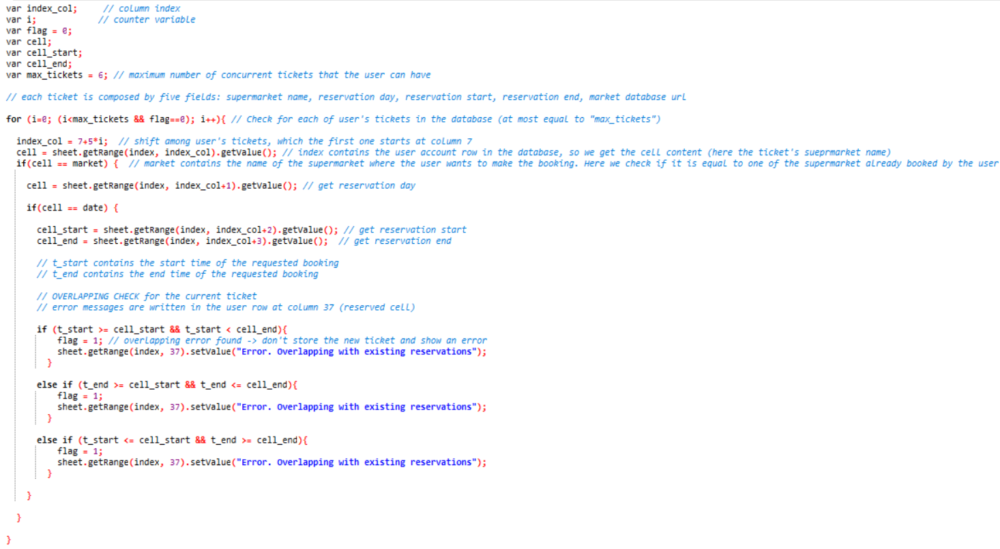 var index_col;     // column index
var i;            // counter variable
var flag = 0;
var cell;
var cell_start;
var cell_end;
var max_tickets = 6; // maximum number of concurrent tickets that the user can have
// each ticket is composed by five fields: supermarket name, reservation day, reservation start, reservation end, market database url
for (i=0; (i<max_tickets && flag==0); i++){ // Check for each of user's tickets in the database (at most equal to "max_tickets")
index_col = 7+5*i;  // shift among user's tickets, which the first one starts at column 7
cell = sheet.getRange(index, index_col).getValue(); // index contains the user account row in the database, so we get the cell content (here the ticket's sueprmarket name)
if(cell == market) {  // market contains the name of the supermarket where the user wants to make the booking. Here we check if it is equal to one of the supermarket already booked by the user
cell = sheet.getRange(index, index_col+1).getValue(); // get reservation day
if(cell == date) {
cell_start = sheet.getRange(index, index_col+2).getValue(); // get reservation start
cell_end = sheet.getRange(index, index_col+3).getValue();  // get reservation end
// t_start contains the start time of the requested booking
// t_end contains the end time of the requested booking
// OVERLAPPING CHECK for the current ticket
// error messages are written in the user row at column 37 (reserved cell)
if (t_start >= cell_start && t_start < cell_end){
flag = 1; // overlapping error found -> don't store the new ticket and show an error
sheet.getRange(index, 37).setValue("Error. Overlapping with existing reservations");
}
else if (t_end >= cell_start && t_end <= cell_end){
flag = 1;
sheet.getRange(index, 37).setValue("Error. Overlapping with existing reservations");
}
else if (t_start <= cell_start && t_end >= cell_end){
flag = 1;
sheet.getRange(index, 37).setValue("Error. Overlapping with existing reservations");
}
}
}
}